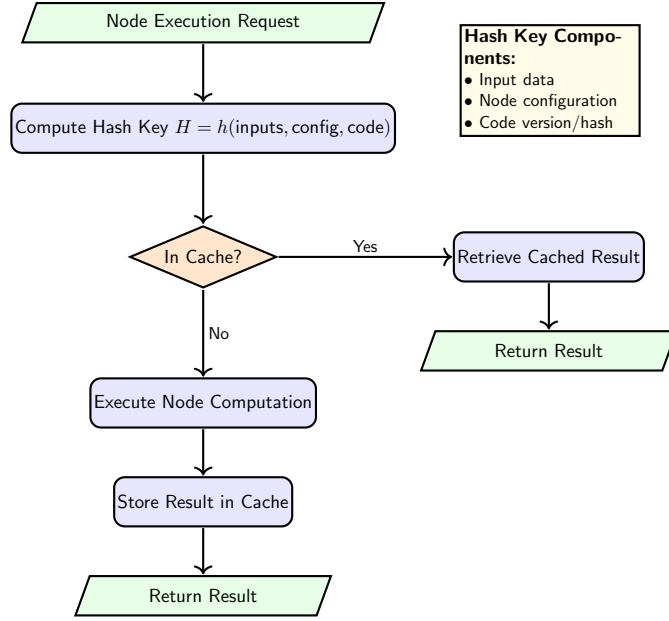 Node Execution Request
Hash Key Compo-
nents:
• Input data
• Node configuration
• Code version/hash
Compute Hash Key H = h(inputs, config, code)
In Cache?
Yes
Retrieve Cached Result
Return Result
No
Execute Node Computation
Store Result in Cache
Return Result